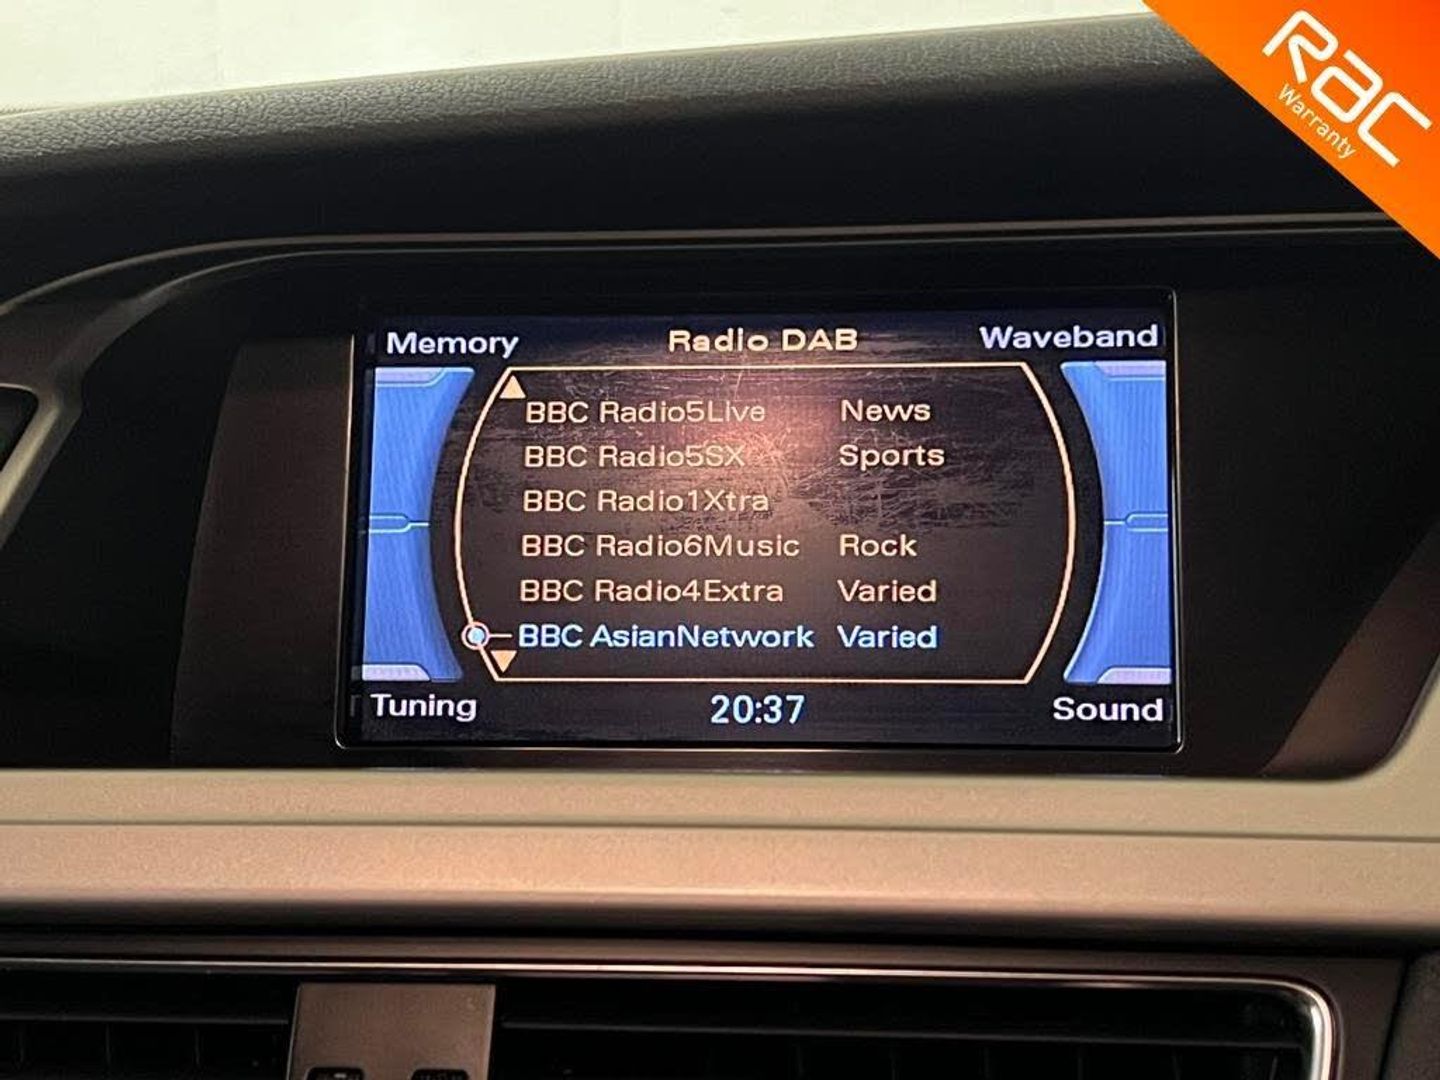 rac
Warranty
Memory Radio DAB Waveband
BBC Radio5Live News
BBC Radio5SX Sports
BBC Radio1Xtra
BBC Radio6Music Rock
BBC Radio4Extra Varied
BBC AsianNetwork Varied
Tuning 20:37 Sound